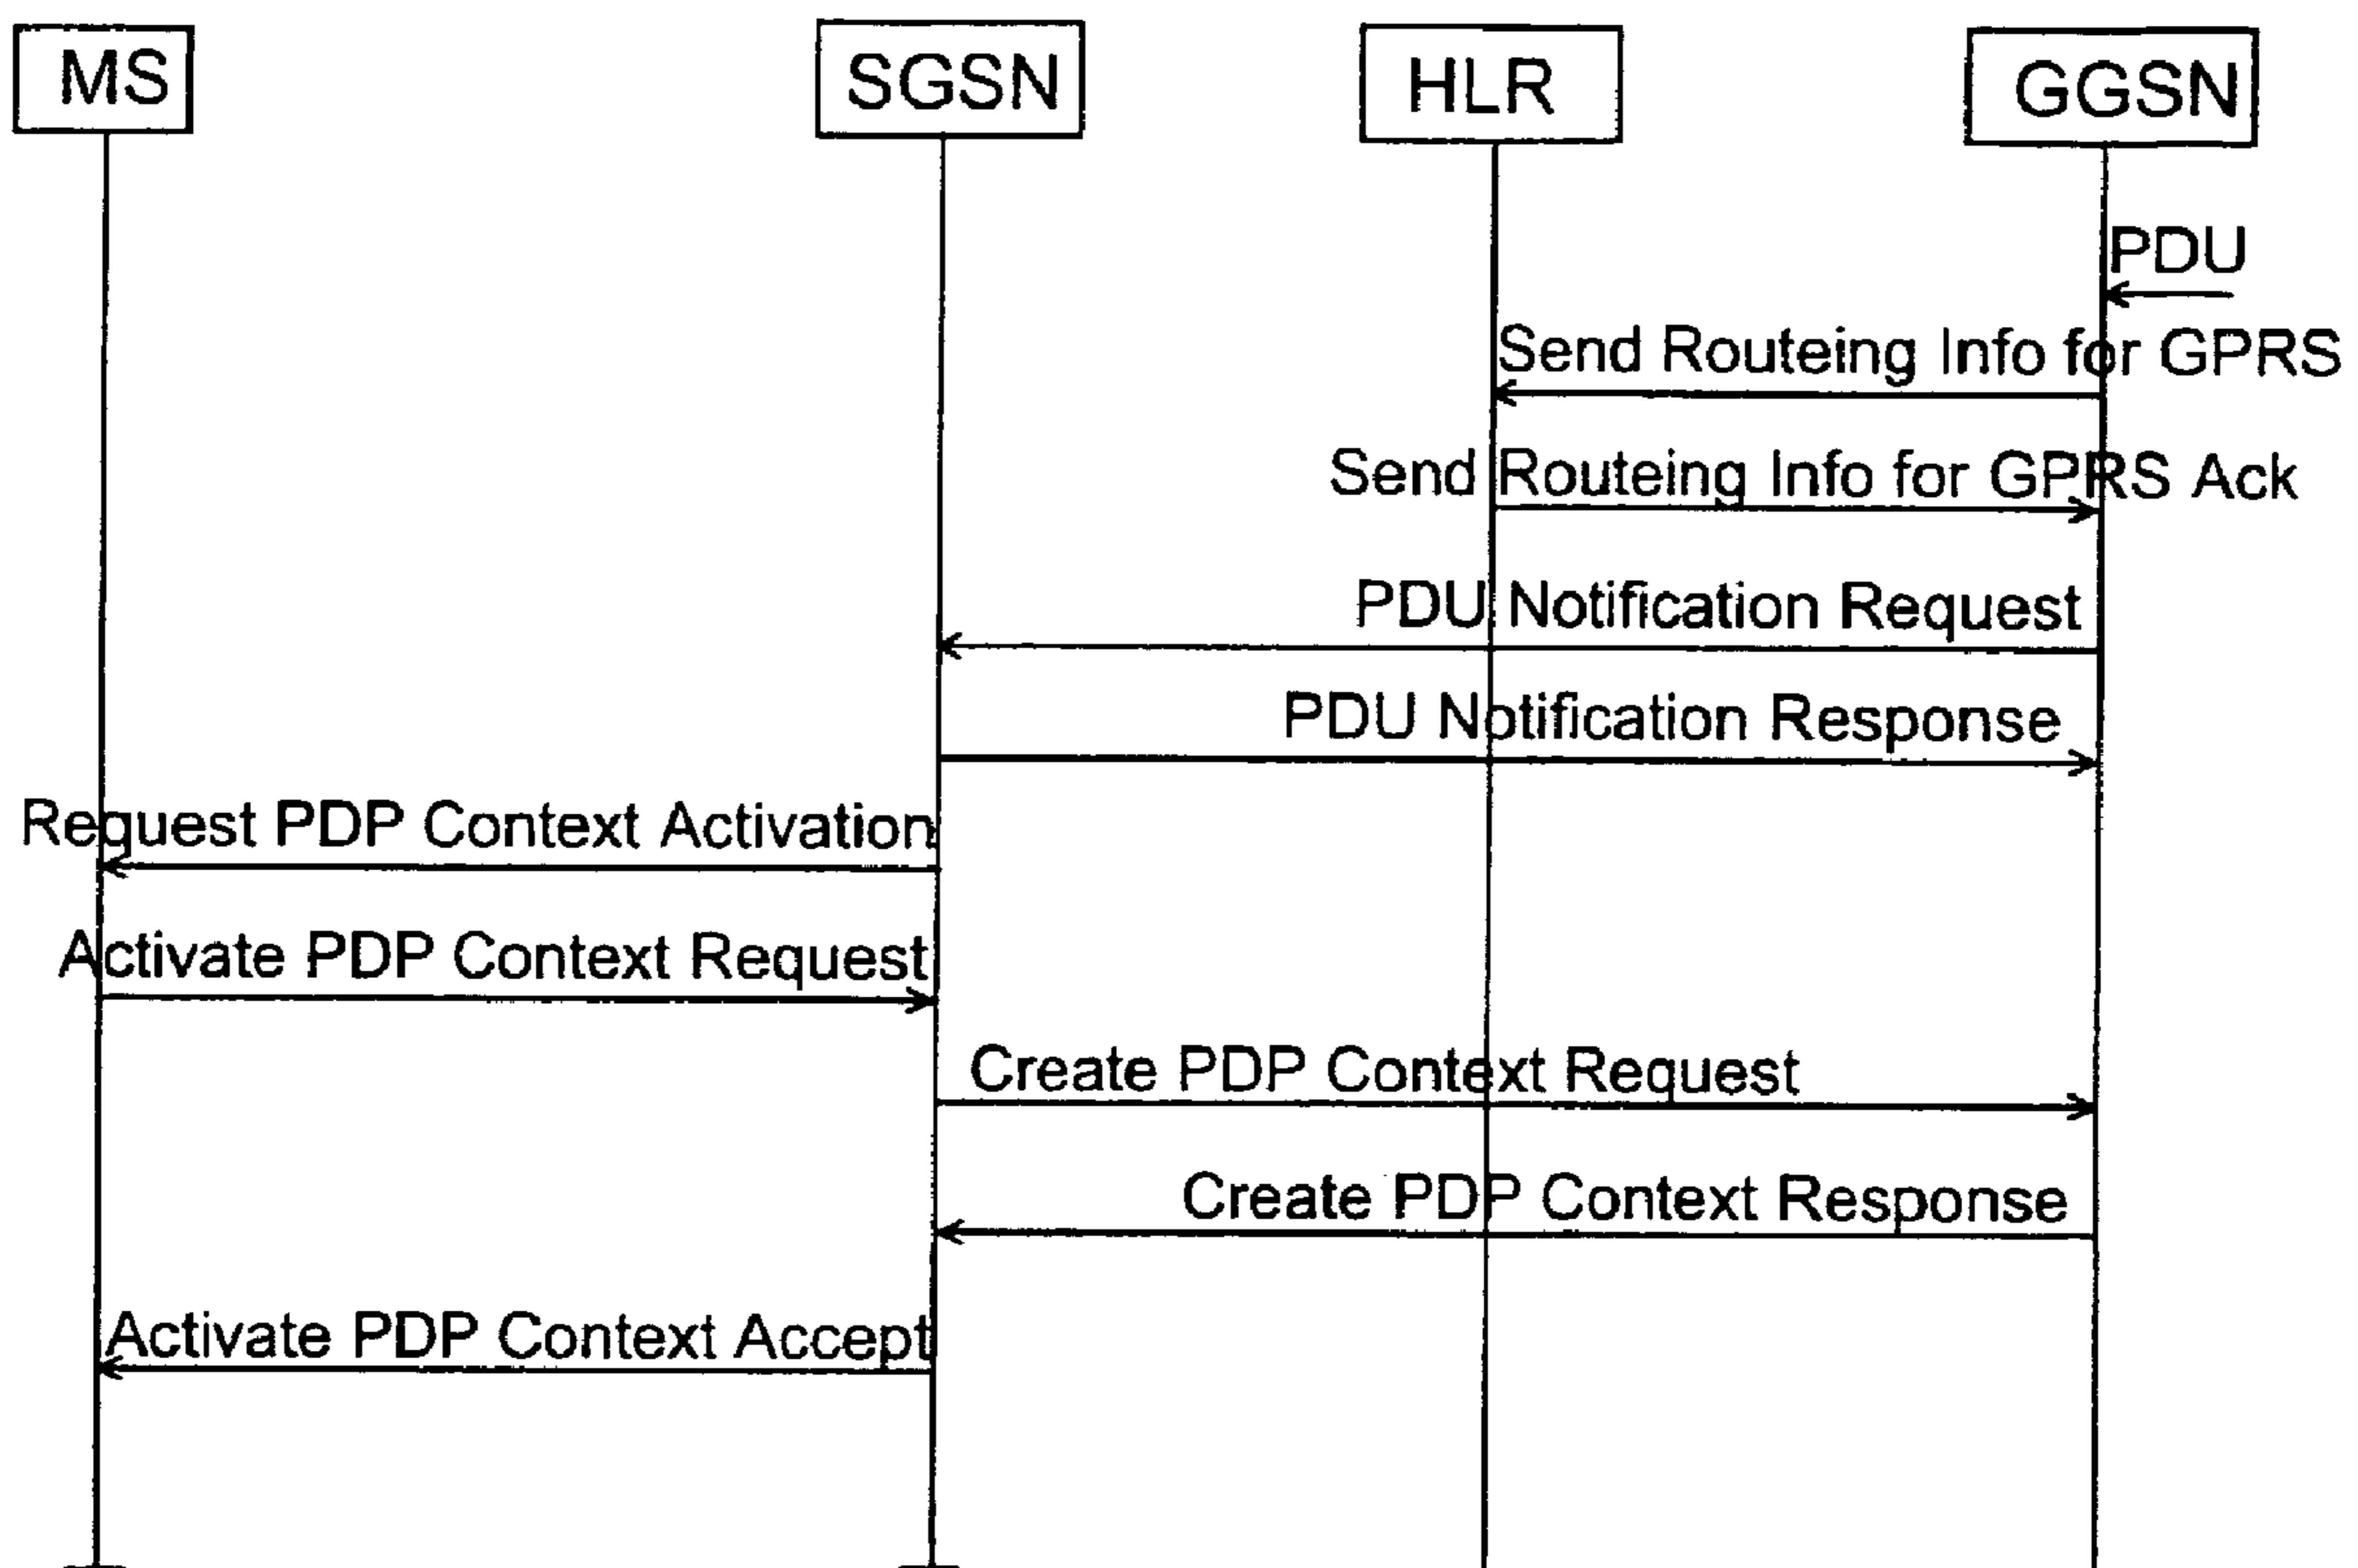 MS
SGSN
HLR
GGSN
PDU
Send Routeing Info for GPRS
Send Routeing Info for GPRS Ack
PDU Notification Request
PDU Notification Response
Request PDP Context Activation
Activate PDP Context Request
Create PDP Context Request
Create PDP Context Response
Activate PDP Context Accept